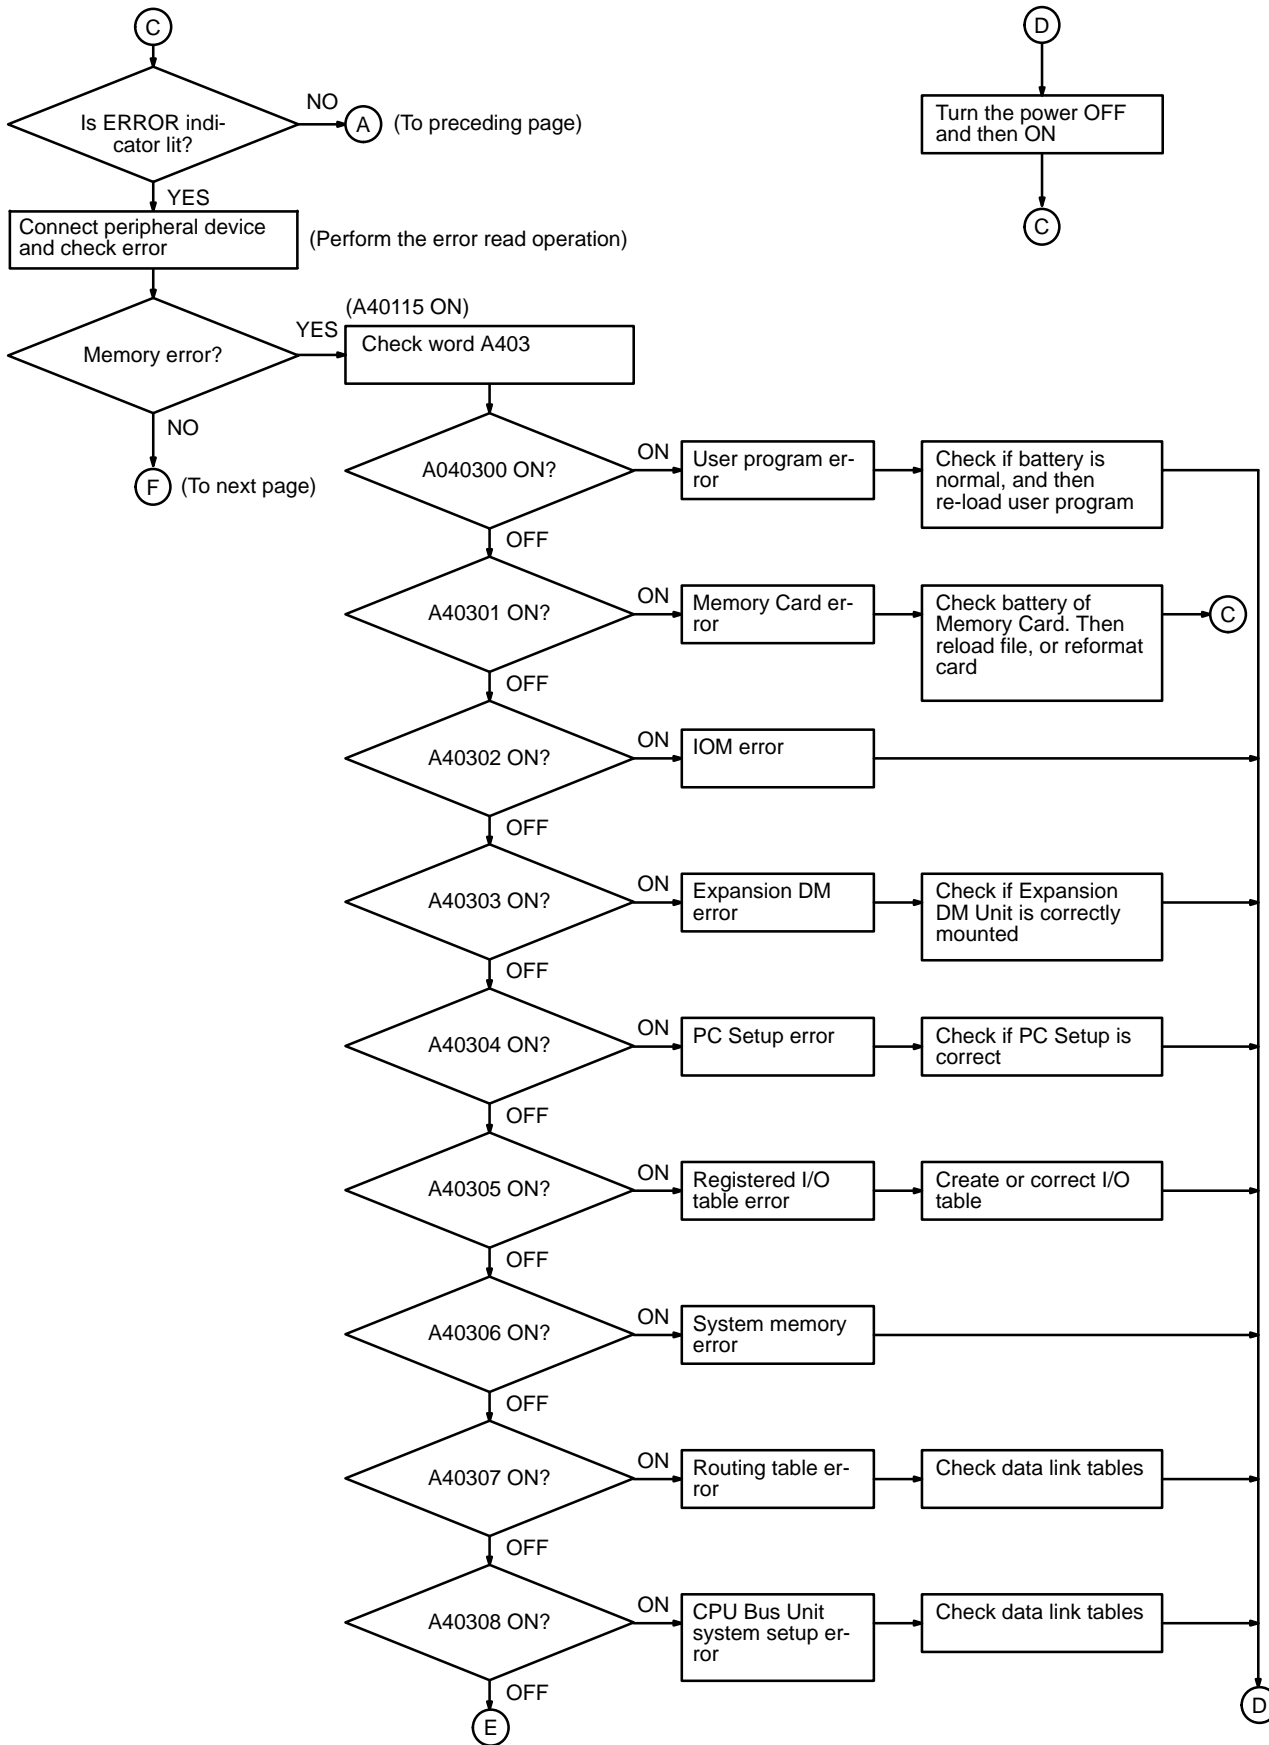 C
D
Is ERROR indi-
cator lit?
NO
A
(To preceding page)
Turn the power OFF
and then ON
YES
Connect peripheral device
and check error
(Perform the error read operation)
C
Memory error?
YES
(A40115 ON)
Check word A403
NO
F
(To next page)
A040300 ON?
ON
User program er-
ror
Check if battery is
normal, and then
re-load user program
OFF
A40301 ON?
ON
Memory Card er-
ror
Check battery of
Memory Card. Then
reload file, or reformat
card
C
OFF
A40302 ON?
ON
IOM error
OFF
A40303 ON?
ON
Expansion DM
error
Check if Expansion
DM Unit is correctly
mounted
OFF
A40304 ON?
ON
PC Setup error
Check if PC Setup is
correct
OFF
A40305 ON?
ON
Registered I/O
table error
Create or correct I/O
table
OFF
A40306 ON?
ON
System memory
error
OFF
A40307 ON?
ON
Routing table er-
ror
Check data link tables
OFF
A40308 ON?
ON
CPU Bus Unit
system setup er-
ror
Check data link tables
OFF
E
D